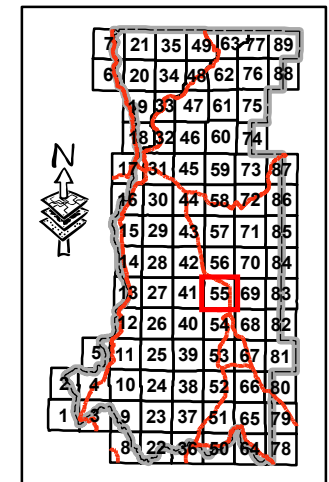 7 21 35 49 63 77 89
6 20 34 48 62 76 88
19 33 47 61 75
18 32 46 60 74
N
17 31 45 59 73 87
16 30 44 58 72 86
15 29 43 57 71 85
14 28 42 56 70 84
13 27 41 55 69 83
12 26 40 54 68 82
5 11 25 39 53 67 81
2 4 10 24 38 52 66 80
1 3 9 23 37 51 65 79
8 22 36 50 64 78